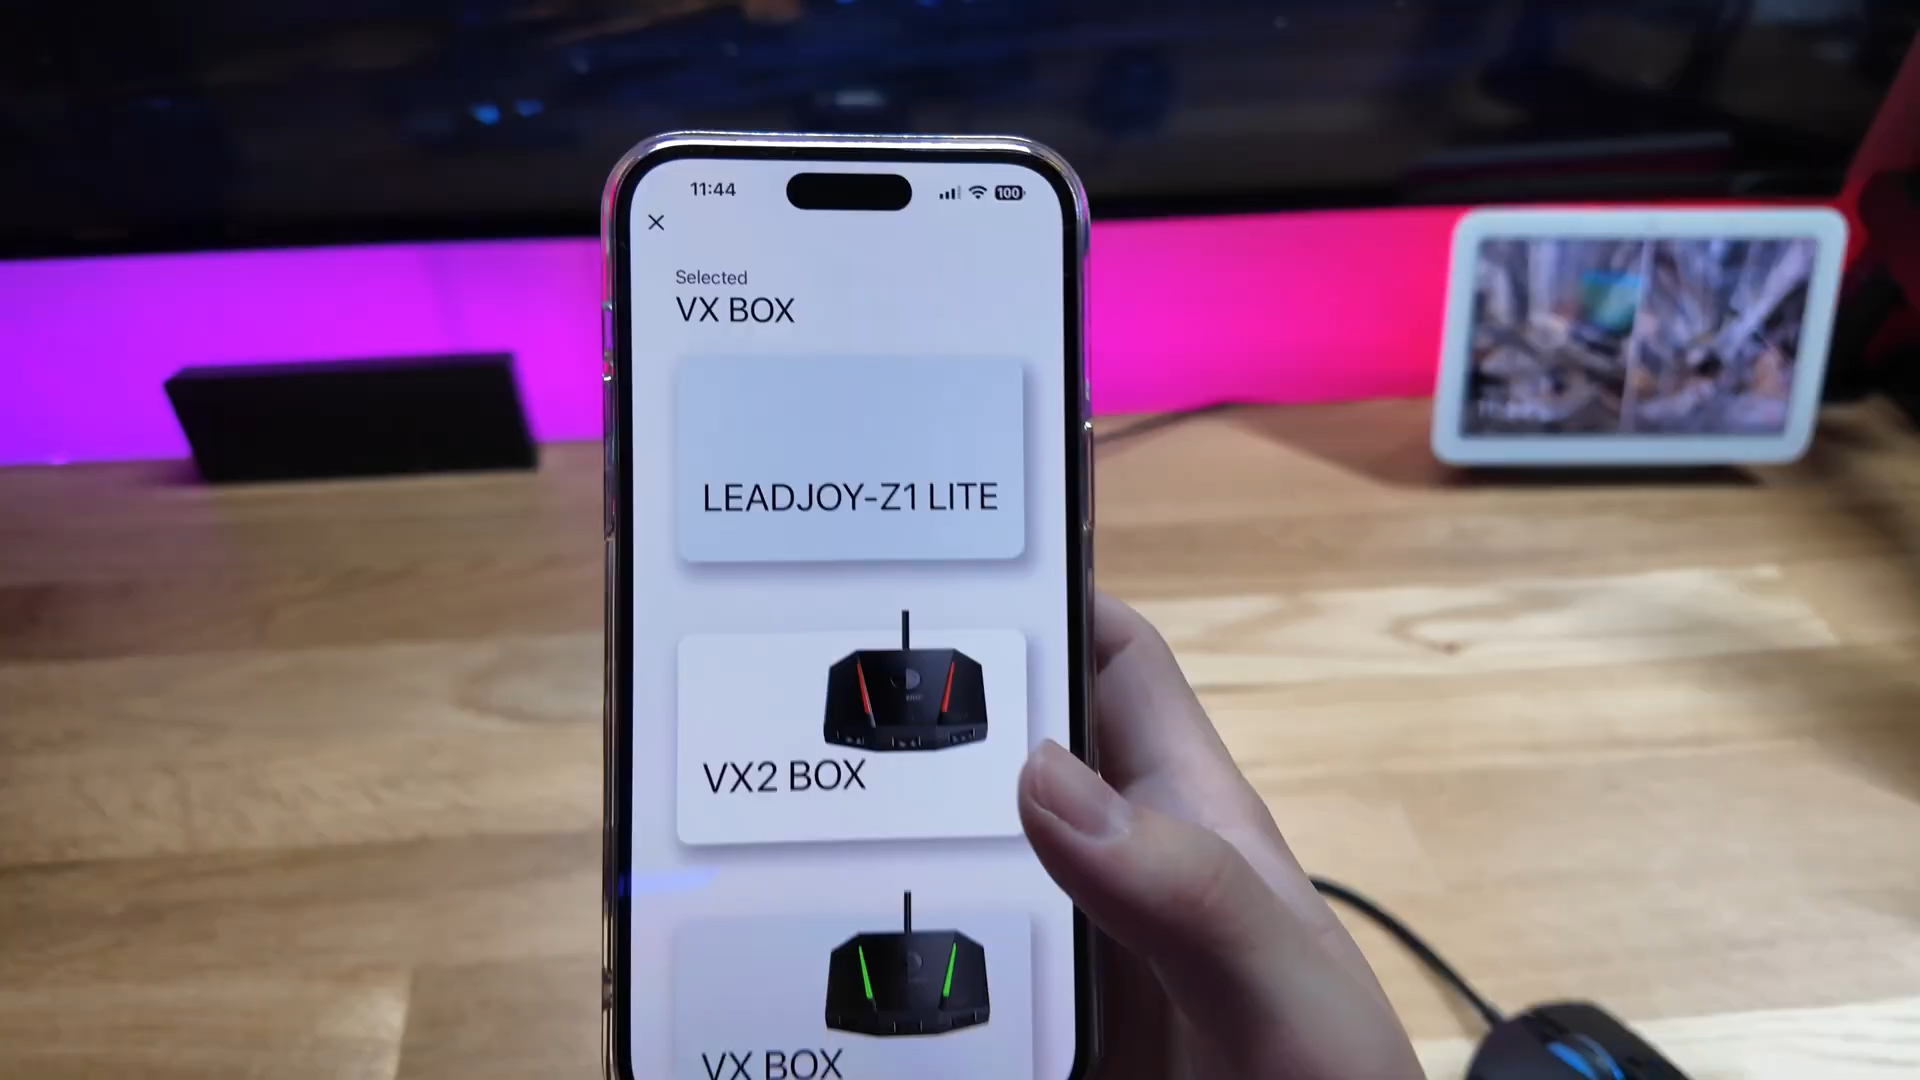 11:44
100
Selected
VX BOX
LEADJOY-Z1 LITE
VX2 BOX
VX BOX